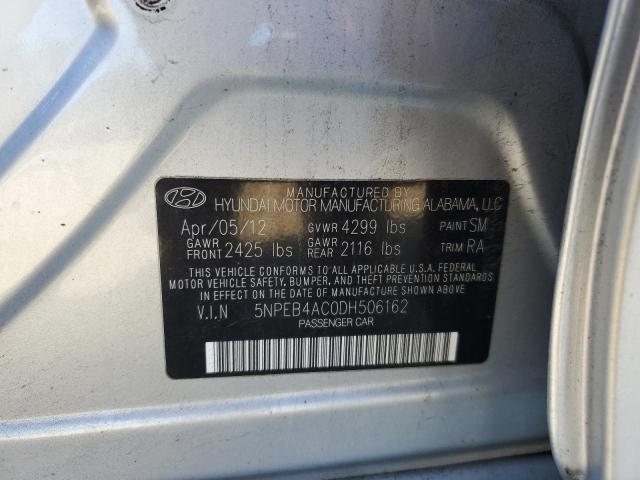 MANUFACTURED BY
HYUNDAI MOTOR MANUFACTURING ALABAMA, LLC
Apr/05/12 GVWR 4299 lbs PAINT SM
GAWR FRONT 2425 lbs GAWR REAR 2116 lbs TRIM RA
THIS VEHICLE CONFORMS TO ALL APPLICABLE U.S.A. FEDERAL
MOTOR VEHICLE SAFETY, BUMPER, AND THEFT PREVENTION STANDARDS
IN EFFECT ON THE DATE OF MANUFACTURE SHOWN ABOVE
V.I.N 5NPEB4AC0DH506162
PASSENGER CAR